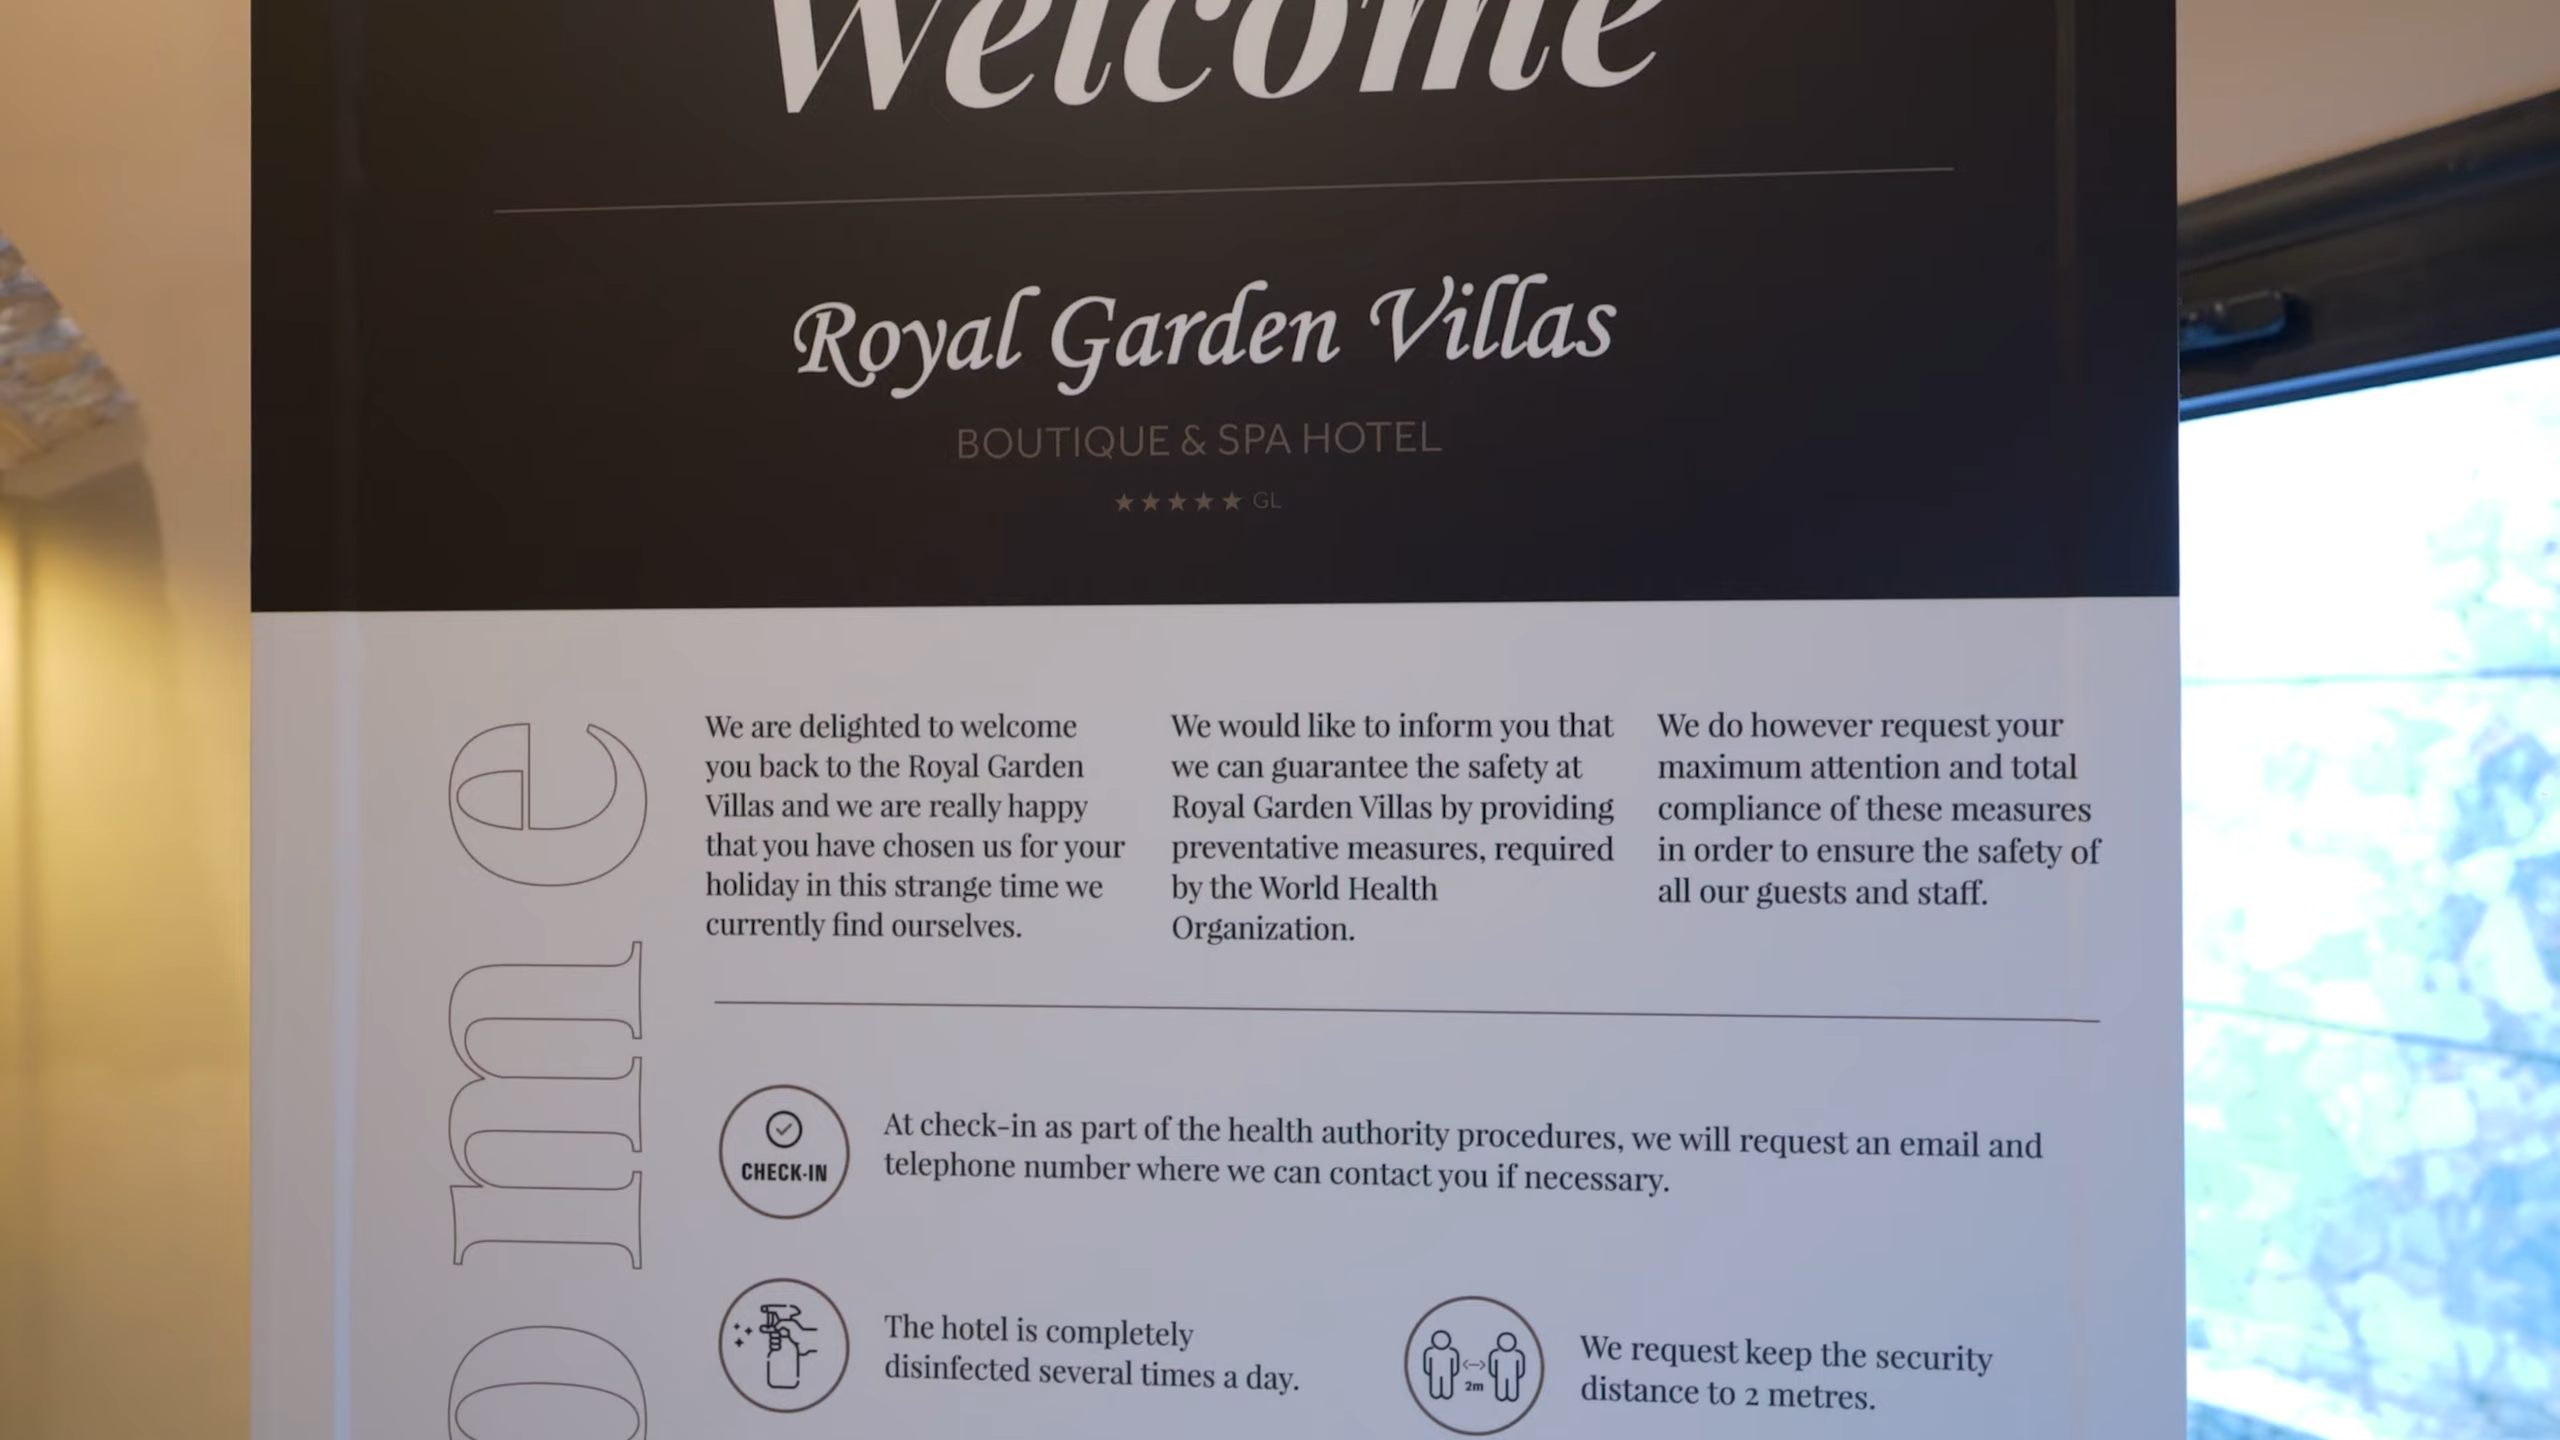 Welcome
Royal Garden Villas
BOUTIQUE & SPA HOTEL
★★★★★ GL
ome
We are delighted to welcome
you back to the Royal Garden
Villas and we are really happy
that you have chosen us for your
holiday in this strange time we
currently find ourselves.
We would like to inform you that
we can guarantee the safety at
Royal Garden Villas by providing
preventative measures, required
by the World Health
Organization.
We do however request your
maximum attention and total
compliance of these measures
in order to ensure the safety of
all our guests and staff.
CHECK-IN
At check-in as part of the health authority procedures, we will request an email and
telephone number where we can contact you if necessary.
The hotel is completely
disinfected several times a day.
2m
We request keep the security
distance to 2 metres.